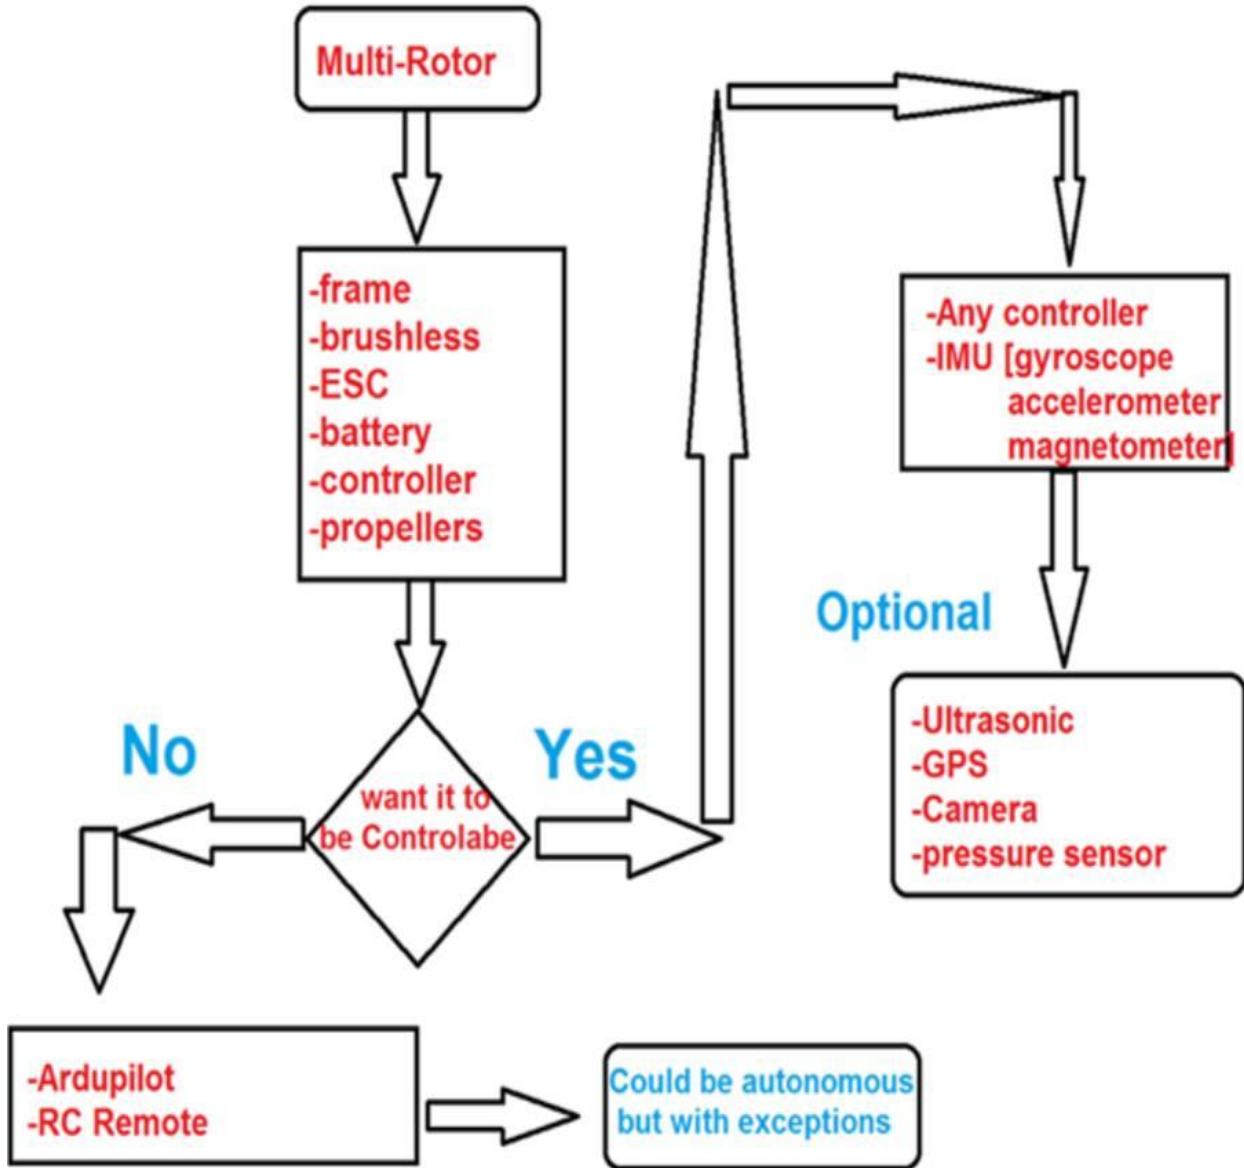 Multi-Rotor
-frame
-brushless
-ESC
-battery
-controller
-propellers
No
Yes
want it to
be Controlabe
-Ardupilot
-RC Remote
Could be autonomous
but with exceptions
-Any controller
-IMU [gyroscope
accelerometer
magnetometer]
Optional
-Ultrasonic
-GPS
-Camera
-pressure sensor